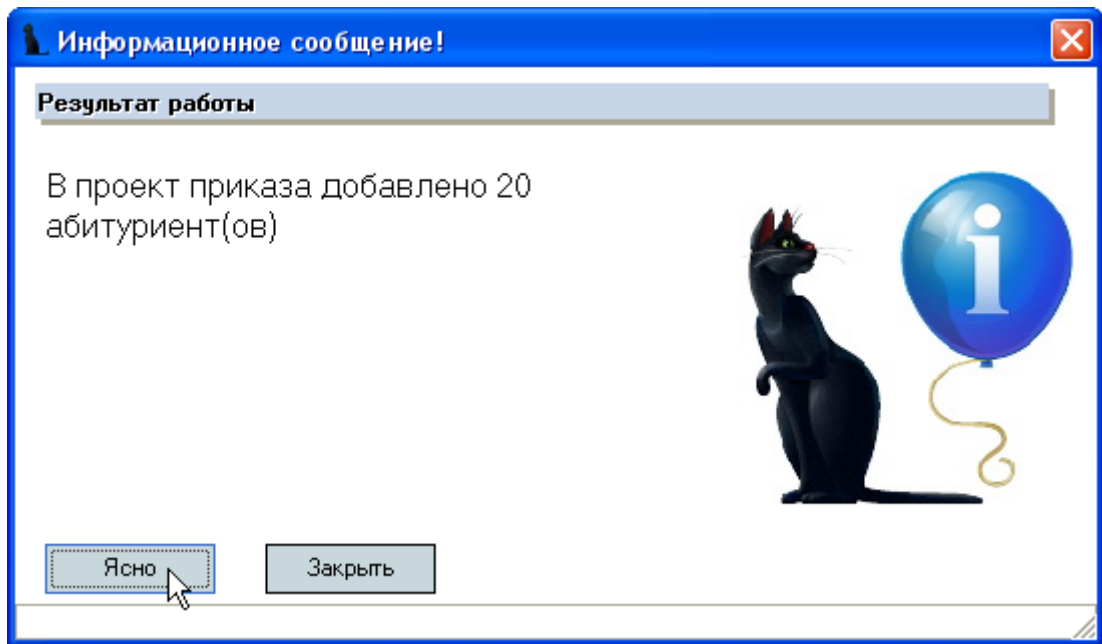 Информационное сообщение!
Результат работы
В проект приказа добавлено 20
абитуриент(ов)
i
Ясно
Закрыть